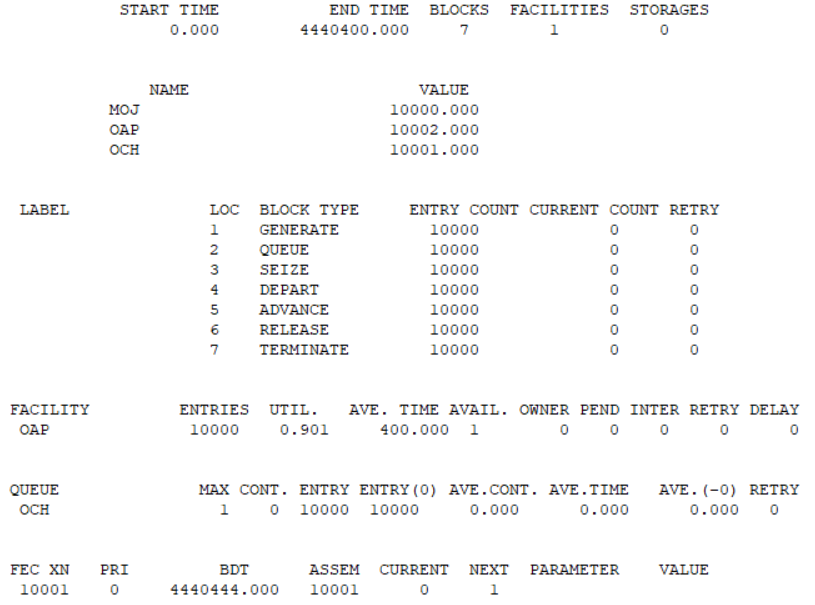 START TIME END TIME BLOCKS FACILITIES STORAGES
0.000 4440400.000 7 1 0
NAME VALUE
MOJ 10000.000
OAP 10002.000
OCH 10001.000
LABEL LOC BLOCK TYPE ENTRY COUNT CURRENT COUNT RETRY
1 GENERATE 10000 0 0
2 QUEUE 10000 0 0
3 SEIZE 10000 0 0
4 DEPART 10000 0 0
5 ADVANCE 10000 0 0
6 RELEASE 10000 0 0
7 TERMINATE 10000 0 0
FACILITY ENTRIES UTIL. AVE. TIME AVAIL. OWNER PEND INTER RETRY DELAY
OAP 10000 0.901 400.000 1 0 0 0 0 0
QUEUE MAX CONT. ENTRY ENTRY(0) AVE.CONT. AVE.TIME AVE.(-0) RETRY
OCH 1 0 10000 10000 0.000 0.000 0.000 0
FEC XN PRI BDT ASSEM CURRENT NEXT PARAMETER VALUE
10001 0 4440444.000 10001 0 1